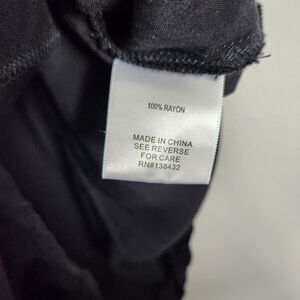 100% RAYON
MADE IN CHINA
SEE REVERSE
FOR CARE
RN#138432